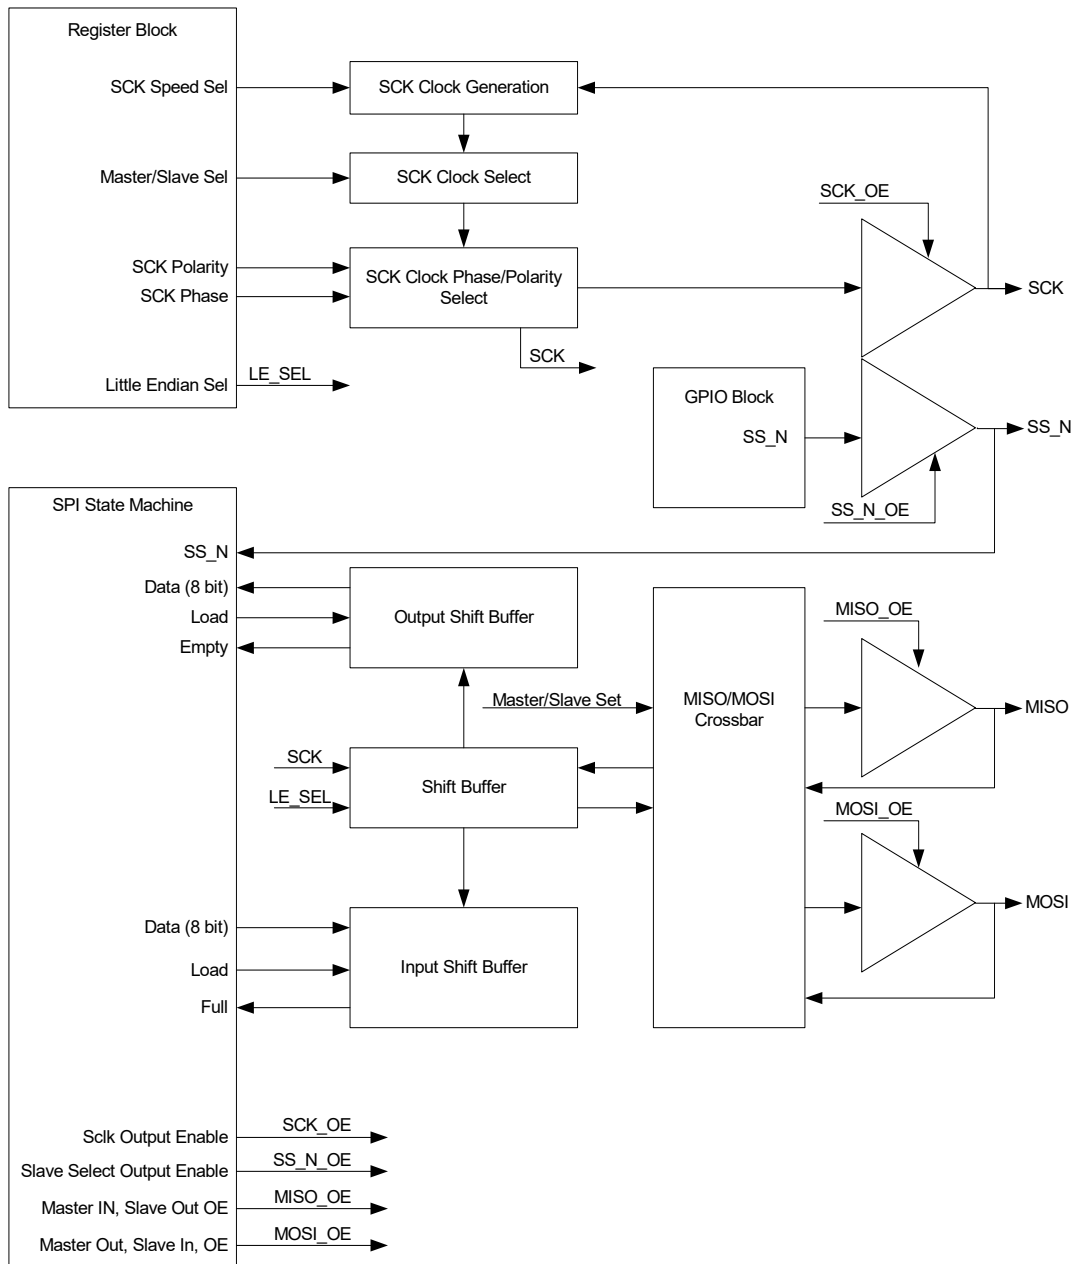 Register Block
SCK Speed Sel
SCK Clock Generation
Master/Slave Sel
SCK Clock Select
SCK_OE
SCK Polarity
SCK Phase
SCK Clock Phase/Polarity
Select
SCK
SCK
Little Endian Sel
LE_SEL
GPIO Block
SS_N
SS_N
SS_N_OE
SPI State Machine
SS_N
Data (8 bit)
Load
Empty
Output Shift Buffer
MISO_OE
Master/Slave Set
MISO/MOSI
Crossbar
MISO
SCK
LE_SEL
Shift Buffer
MOSI_OE
MOSI
Data (8 bit)
Load
Full
Input Shift Buffer
Sclk Output Enable
SCK_OE
Slave Select Output Enable
SS_N_OE
Master IN, Slave Out OE
MISO_OE
Master Out, Slave In, OE
MOSI_OE